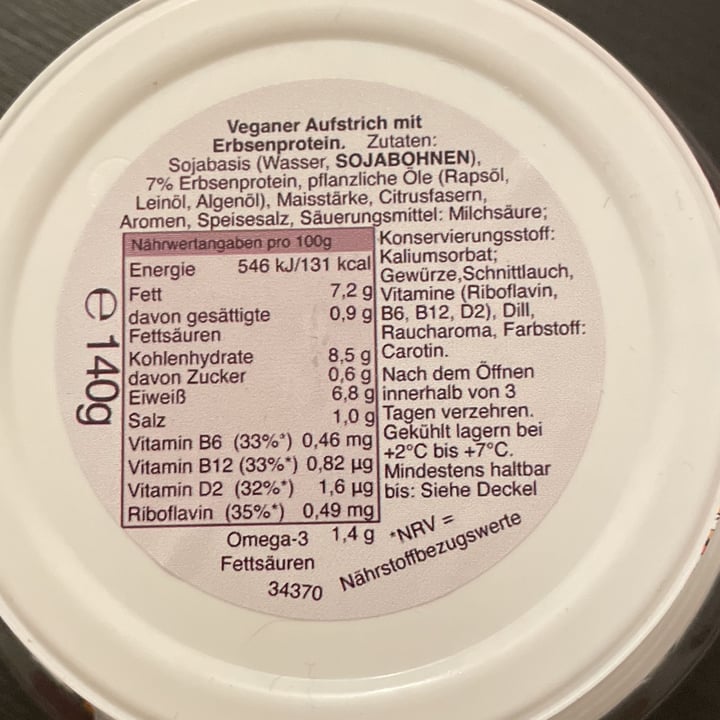 Veganer Aufstrich mit
Erbsenprotein. Zutaten:
Sojabasis (Wasser, SOJABOHNEN),
7% Erbsenprotein, pflanzliche Öle (Rapsöl,
Leinöl, Algenöl), Maisstärke, Citrusfasern,
Aromen, Speisesalz, Säuerungsmittel: Milchsäure;
Konservierungsstoff:
Kaliumsorbat;
Gewürze,Schnittlauch,
Vitamine (Riboflavin,
B6, B12, D2), Dill,
Raucharoma, Farbstoff:
Carotin.
Nach dem Öffnen
innerhalb von 3
Tagen verzehren.
Gekühlt lagern bei
+2°C bis +7°C.
Mindestens haltbar
bis: Siehe Deckel
Nährwertangaben pro 100g
Energie 546 kJ/131 kcal
Fett 7,2 g
davon gesättigte 0,9 g
Fettsäuren
Kohlenhydrate 8,5 g
davon Zucker 0,6 g
Eiweiß 6,8 g
Salz 1,0 g
Vitamin B6 (33%*) 0,46 mg
Vitamin B12 (33%*) 0,82 µg
Vitamin D2 (32%*) 1,6 µg
Riboflavin (35%*) 0,49 mg
Omega-3 1,4 g
Fettsäuren
34370
*NRV =
Nährstoffbezugswerte
e 140g